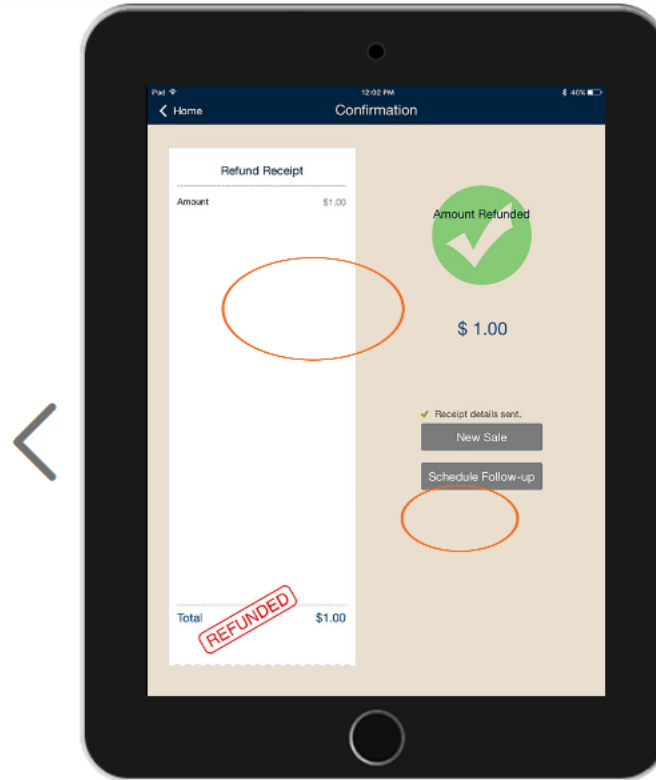 iPad 12:02 PM 40%
Home Confirmation
Refund Receipt
Amount $1.00
Amount Refunded
$ 1.00
Receipt details sent.
New Sale
Schedule Follow-up
REFUNDED
Total $1.00